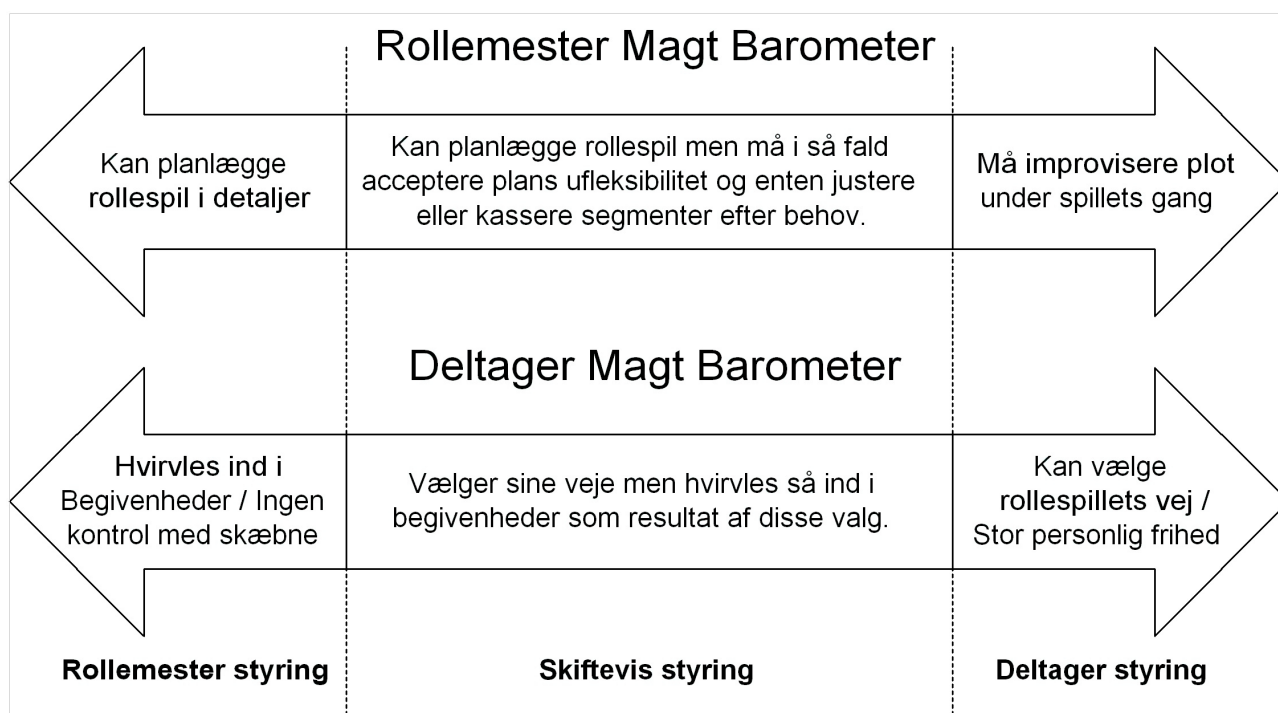 Rollemester Magt Barometer
Kan planlægge
rollespil i detaljer
Kan planlægge rollespil men må i så fald
acceptere plans ufleksibilitet og enten justere
eller kassere segmenter efter behov.
Må improvisere plot
under spillets gang
Deltager Magt Barometer
Hvirvles ind i
Begivenheder / Ingen
kontrol med skæbne
Vælger sine veje men hvirvles så ind i
begivenheder som resultat af disse valg.
Kan vælge
rollespillets vej /
Stor personlig frihed
Rollemester styring
Skiftevis styring
Deltager styring